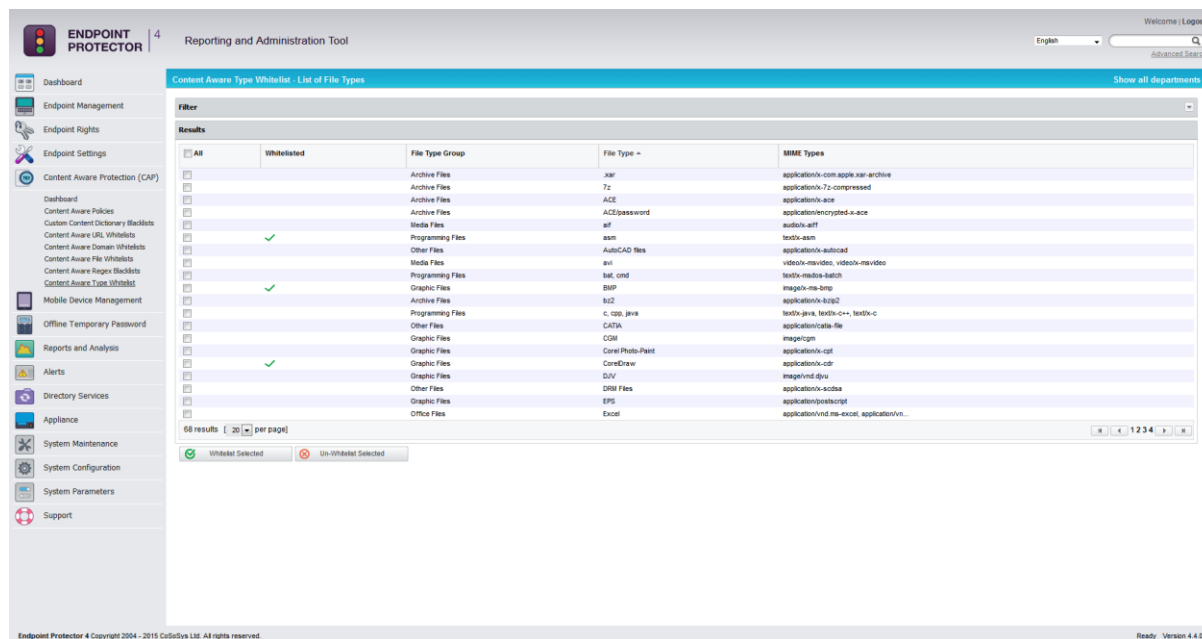 Welcome | Logou
ENDPOINT PROTECTOR 4
Reporting and Administration Tool
English
Advanced Searc
Dashboard
Endpoint Management
Endpoint Rights
Endpoint Settings
Content Aware Protection (CAP)
Dashboard
Content Aware Policies
Custom Content Dictionary Blacklists
Content Aware URL Whitelists
Content Aware Domain Whitelists
Content Aware File Whitelists
Content Aware Regex Blacklists
Content Aware Type Whitelist
Mobile Device Management
Offline Temporary Password
Reports and Analysis
Alerts
Directory Services
Appliance
System Maintenance
System Configuration
System Parameters
Support
Content Aware Type Whitelist - List of File Types Show all departments
Filter
Results
All Whitelisted File Type Group File Type MIME Types
Archive Files .xar application/x-com.apple.xar-archive
Archive Files 7z application/x-7z-compressed
Archive Files ACE application/x-ace
Archive Files ACE/password application/encrypted-x-ace
Media Files aif audio/x-aiff
Programming Files asm text/x-asm
Other Files AutoCAD files application/x-autocad
Media Files avi video/x-msvideo, video/x-msvideo
Programming Files bat, cmd text/x-msdos-batch
Graphic Files BMP image/x-ms-bmp
Archive Files bz2 application/x-bzip2
Programming Files c, cpp, java text/x-java, text/x-c++, text/x-c
Other Files CATIA application/catia-file
Graphic Files CGM image/cgm
Graphic Files Corel Photo-Paint application/x-cpt
Graphic Files CorelDraw application/x-cdr
Graphic Files DJV image/vnd.djvu
Other Files DRM Files application/x-scdsa
Graphic Files EPS application/postscript
Office Files Excel application/vnd.ms-excel, application/vn...
68 results [ 20 per page] 1 2 3 4
Whitelist Selected Un-Whitelist Selected
Endpoint Protector 4 Copyright 2004 - 2015 CoSoSys Ltd. All rights reserved. Ready Version 4.4.0